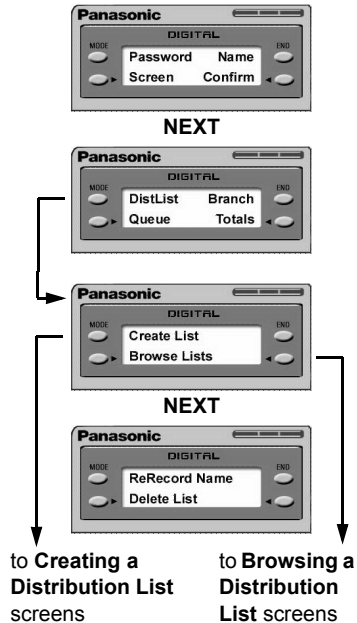 Panasonic
DIGITAL
MODE
END
Password Name
Screen Confirm
NEXT
Panasonic
DIGITAL
MODE
END
DistList Branch
Queue Totals
Panasonic
DIGITAL
MODE
END
Create List
Browse Lists
NEXT
Panasonic
DIGITAL
MODE
END
ReRecord Name
Delete List
to Creating a
Distribution List
screens
to Browsing a
Distribution
List screens